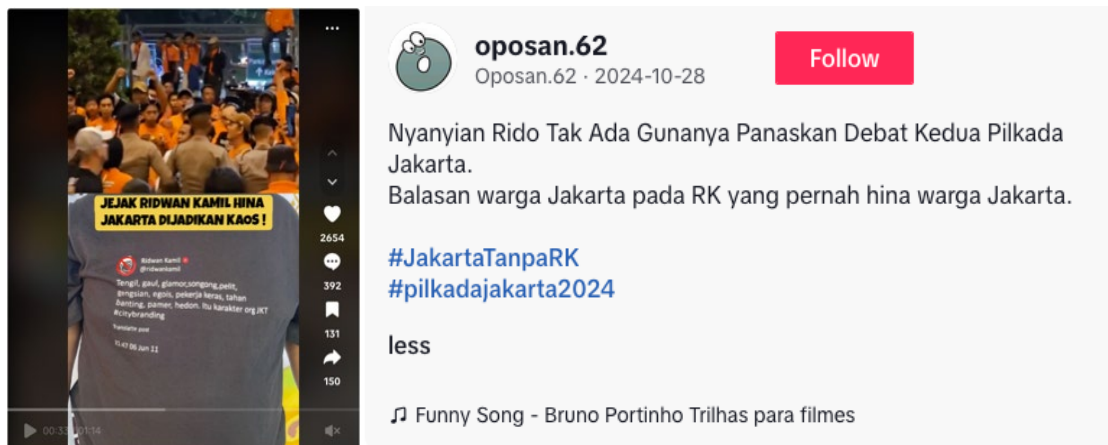 JEJAK RIDWAN KAMIL HINA
JAKARTA DIJADIKAN KAOS !
Ridwan Kamil
@ridwankamil
Tengil, gaul, glamor,songong,pelit,
gengsian, egois, pekerja keras, tahan
banting, pamer, hedon. Itu karakter org JKT
#citybranding
Translate post
01.47 06 Jun 11
2654
392
131
150
00:33 / 01:14
oposan.62
Oposan.62 · 2024-10-28
Follow
Nyanyian Rido Tak Ada Gunanya Panaskan Debat Kedua Pilkada
Jakarta.
Balasan warga Jakarta pada RK yang pernah hina warga Jakarta.
#JakartaTanpaRK
#pilkadajakarta2024
less
Funny Song - Bruno Portinho Trilhas para filmes